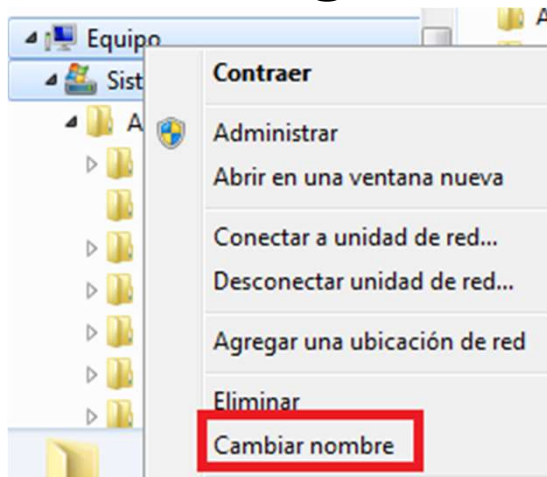 Equipo
Contraer
Sist
Administrar
A
Abrir en una ventana nueva
Conectar a unidad de red...
Desconectar unidad de red...
Agregar una ubicación de red
Eliminar
Cambiar nombre